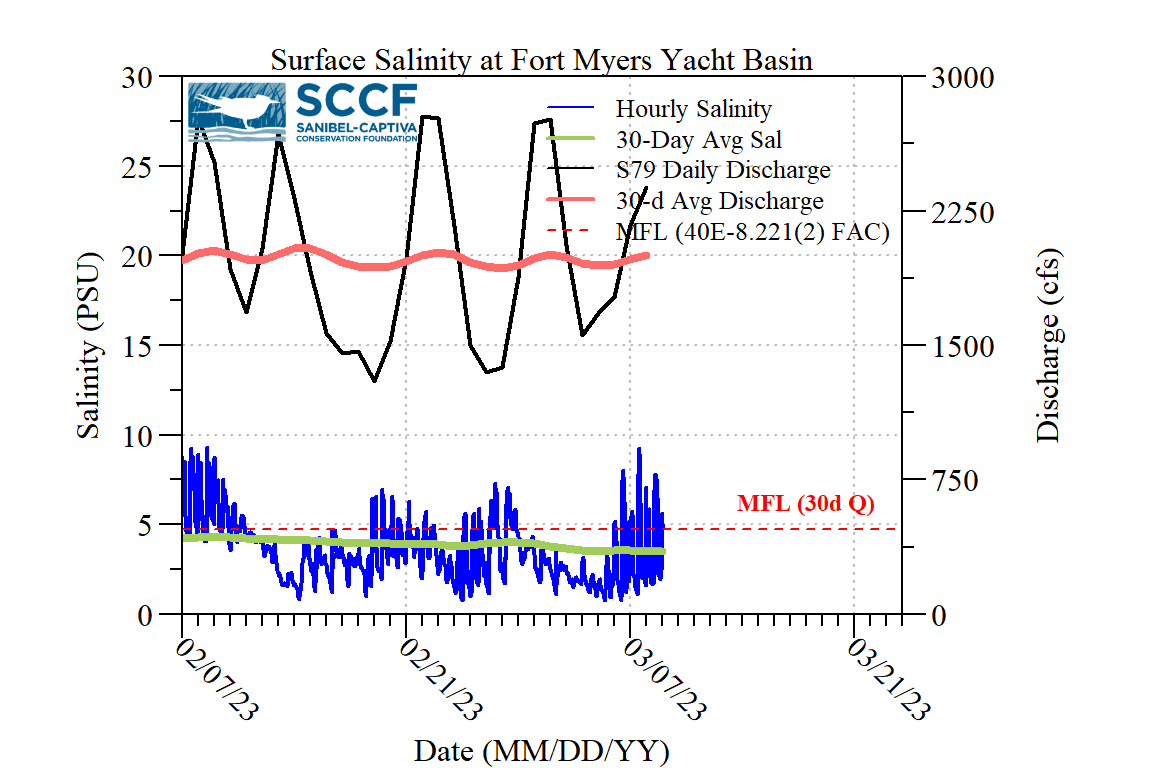 Surface Salinity at Fort Myers Yacht Basin
SCCF
SANIBEL-CAPTIVA
CONSERVATION FOUNDATION
Hourly Salinity
30-Day Avg Sal
S79 Daily Discharge
30-d Avg Discharge
MFL (40E-8.221(2) FAC)
30
25
20
15
10
5
0
Salinity (PSU)
3000
2250
1500
750
0
Discharge (cfs)
MFL (30d Q)
02/07/23
02/21/23
03/07/23
03/21/23
Date (MM/DD/YY)